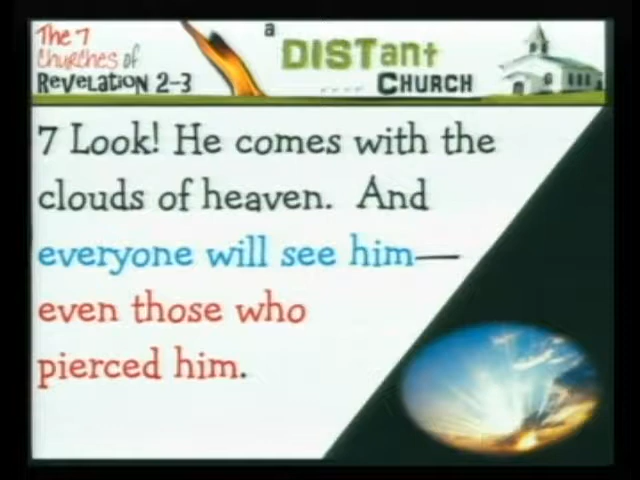 The 7
Churches of
Revelation 2-3
a
DISTant
.... CHURCH
7 Look! He comes with the
clouds of heaven. And
everyone will see him—
even those who
pierced him.